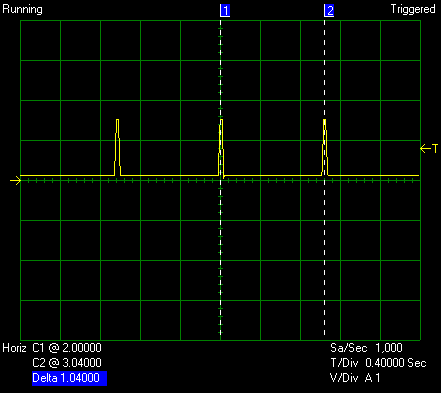 Running 1 2 Triggered
T
Horiz C1 @ 2.00000 Sa/Sec 1,000
C2 @ 3.04000 T/Div 0.40000 Sec
Delta 1.04000 V/Div A 1